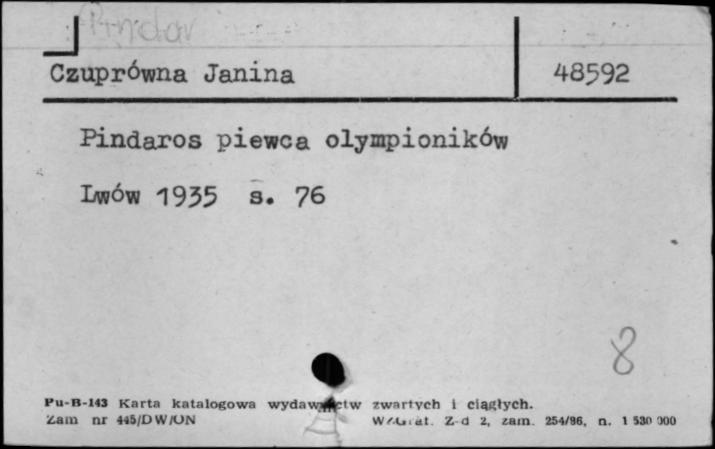 Pindar
Czuprówna Janina 48592
Pindaros piewca olympioników
Lwów 1935 s. 76
8
Pu-B-143 Karta katalogowa wydawnictw zwartych i ciągłych.
Zam nr 445/DW/ON Z-d 2, zam. 254/86, n. 1 530 000